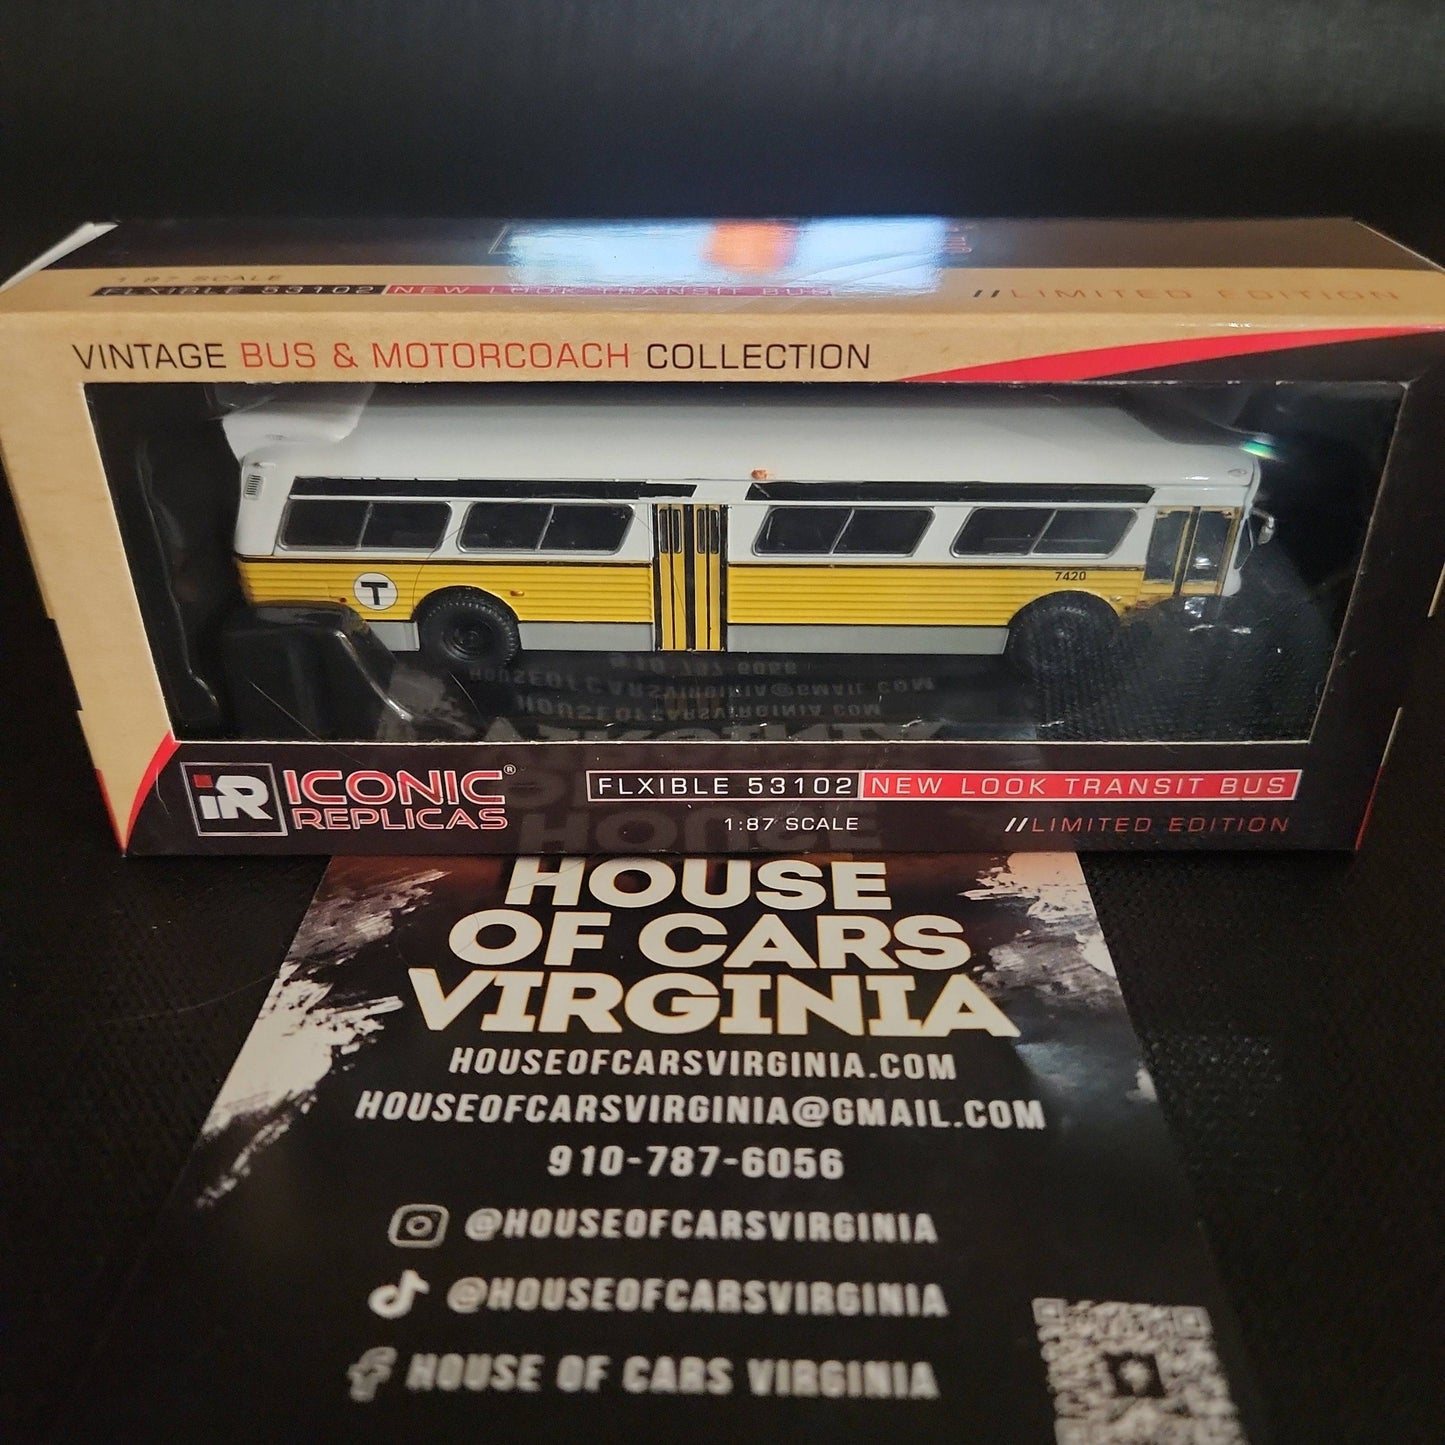 1:87 SCALE
FLXIBLE 53102 NEW LOOK TRANSIT BUS
//LIMITED EDITION
VINTAGE BUS & MOTORCOACH COLLECTION
T
7420
iR ICONIC® REPLICAS
FLXIBLE 53102 NEW LOOK TRANSIT BUS
1:87 SCALE
//LIMITED EDITION
HOUSE
OF CARS
VIRGINIA
HOUSEOFCARSVIRGINIA.COM
HOUSEOFCARSVIRGINIA@GMAIL.COM
910-787-6056
@HOUSEOFCARSVIRGINIA
@HOUSEOFCARSVIRGINIA
HOUSE OF CARS VIRGINIA